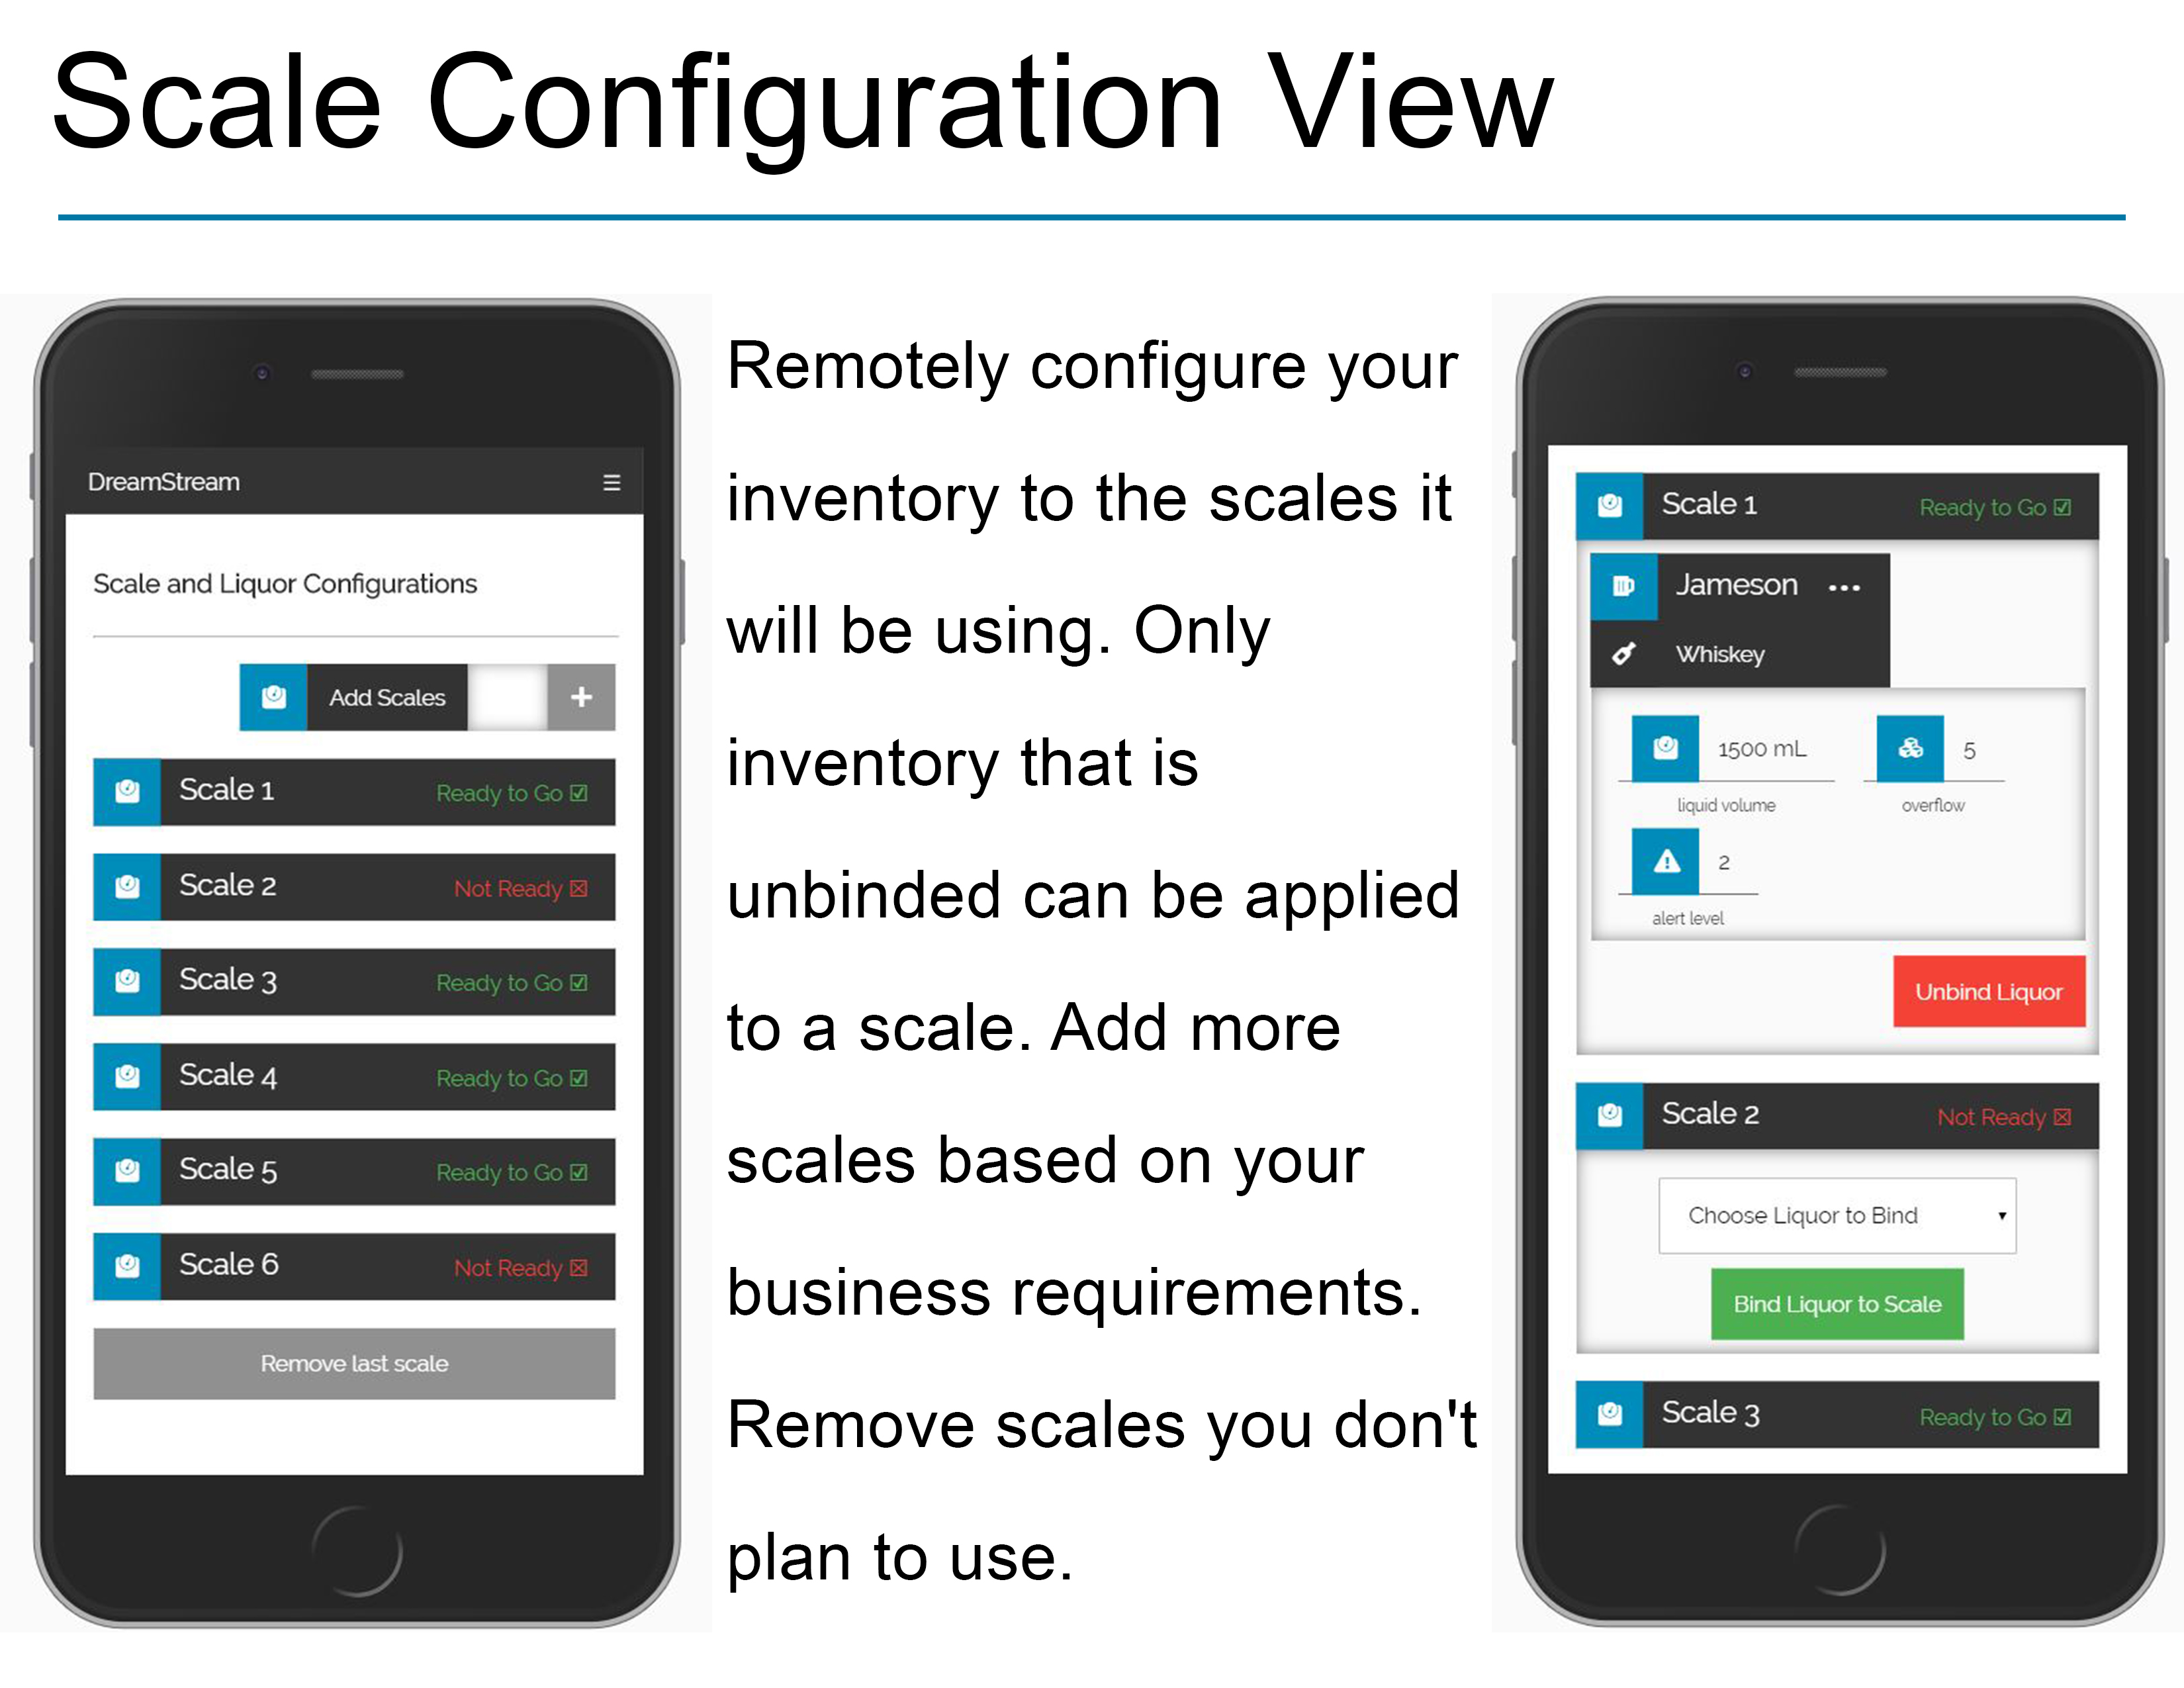 Scale Configuration View
DreamStream
Scale and Liquor Configurations
Add Scales
Scale 1 Ready to Go
Scale 2 Not Ready
Scale 3 Ready to Go
Scale 4 Ready to Go
Scale 5 Ready to Go
Scale 6 Not Ready
Remove last scale
Remotely configure your
inventory to the scales it
will be using. Only
inventory that is
unbinded can be applied
to a scale. Add more
scales based on your
business requirements.
Remove scales you don't
plan to use.
Scale 1 Ready to Go
Jameson
Whiskey
1500 mL 5
liquid volume overflow
2
alert level
Unbind Liquor
Scale 2 Not Ready
Choose Liquor to Bind
Bind Liquor to Scale
Scale 3 Ready to Go